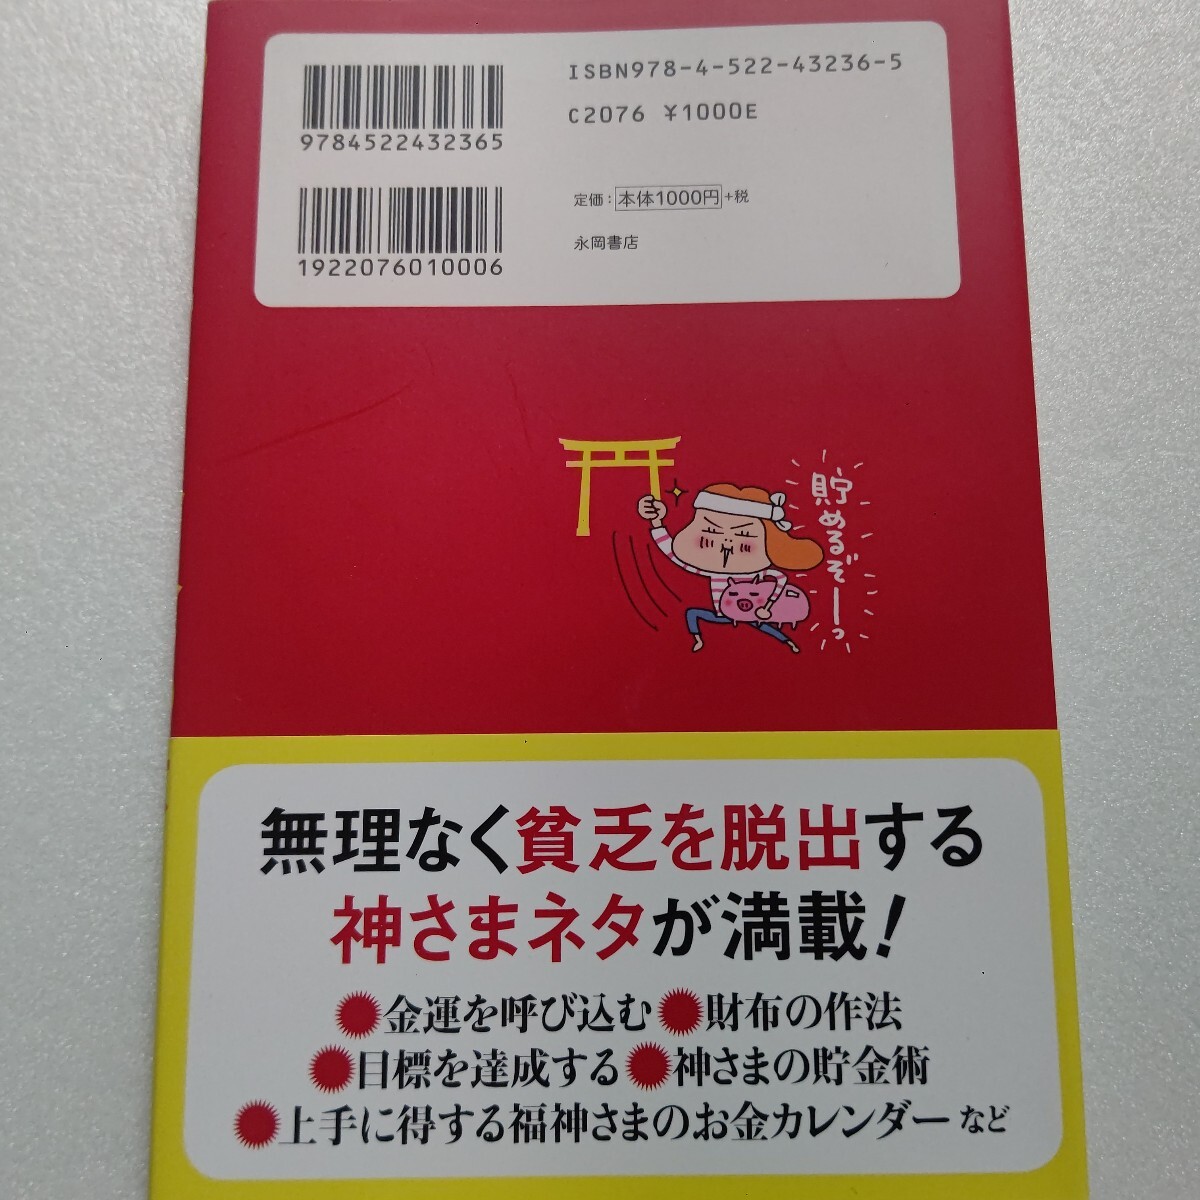 ISBN978-4-522-43236-5
C2076 ¥1000E
9784522432365
1922076010006
定価：本体1000円+税
永岡書店
貯めるぞーっ
無理なく貧乏を脱出する
神さまネタが満載！
金運を呼び込む 財布の作法
目標を達成する 神さまの貯金術
上手に得する福神さまのお金カレンダー など